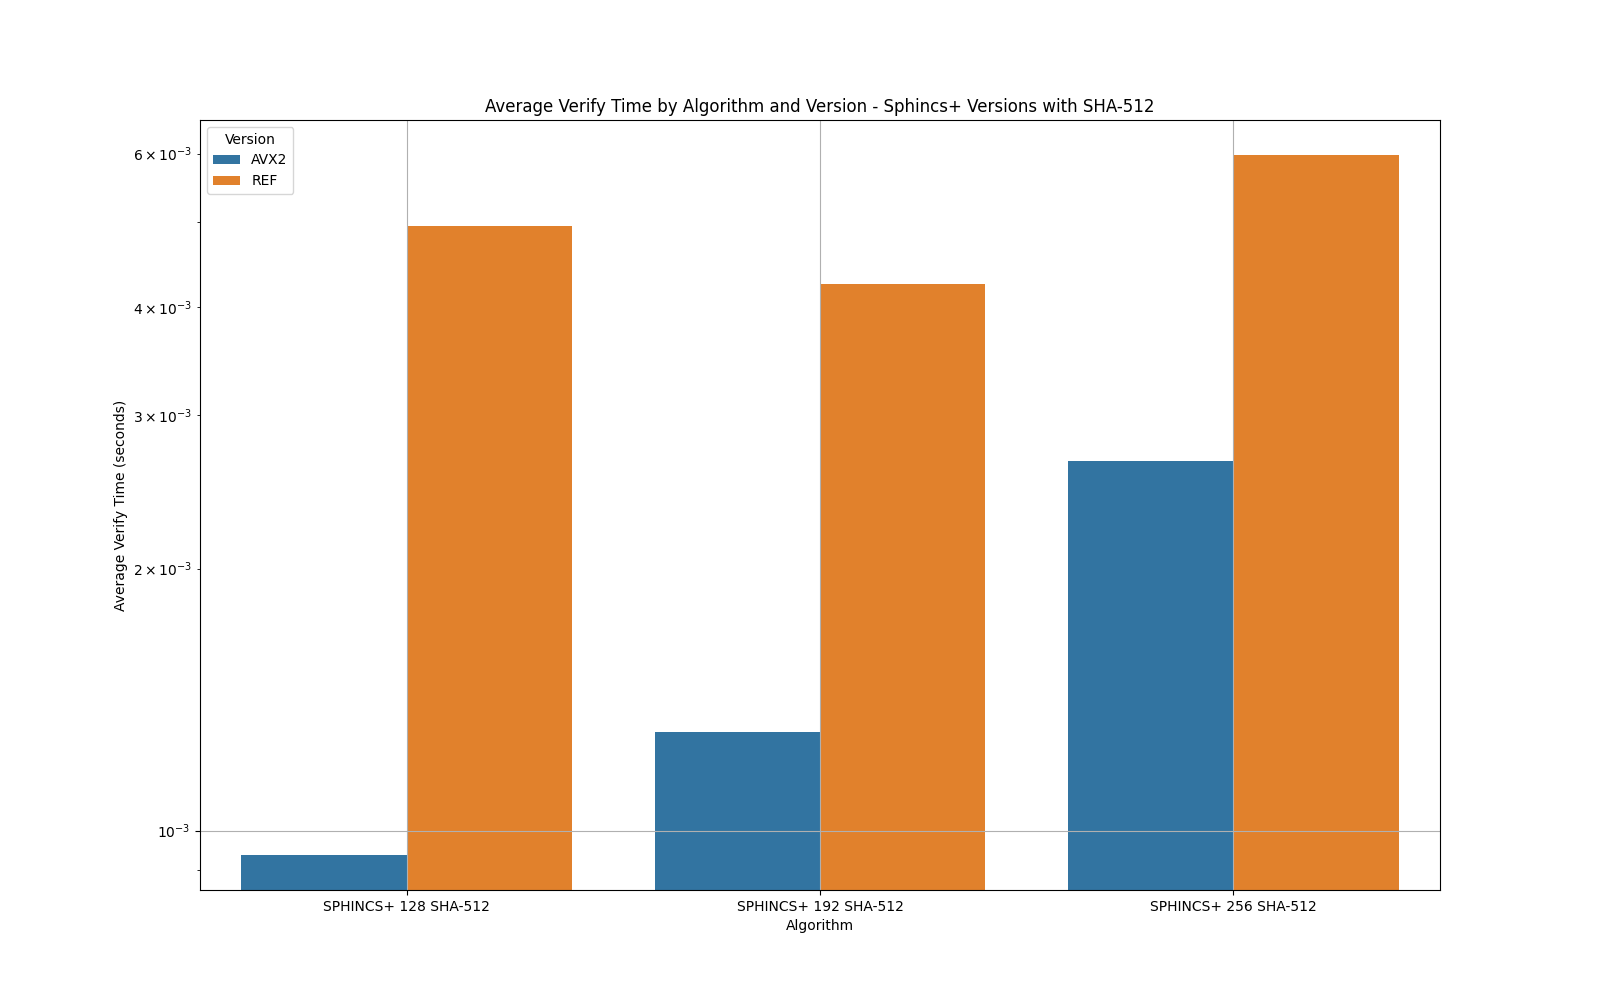 Average Verify Time by Algorithm and Version - Sphincs+ Versions with SHA-512
Version
AVX2
REF
6 × 10⁻³
4 × 10⁻³
3 × 10⁻³
2 × 10⁻³
10⁻³
Average Verify Time (seconds)
SPHINCS+ 128 SHA-512
SPHINCS+ 192 SHA-512
SPHINCS+ 256 SHA-512
Algorithm